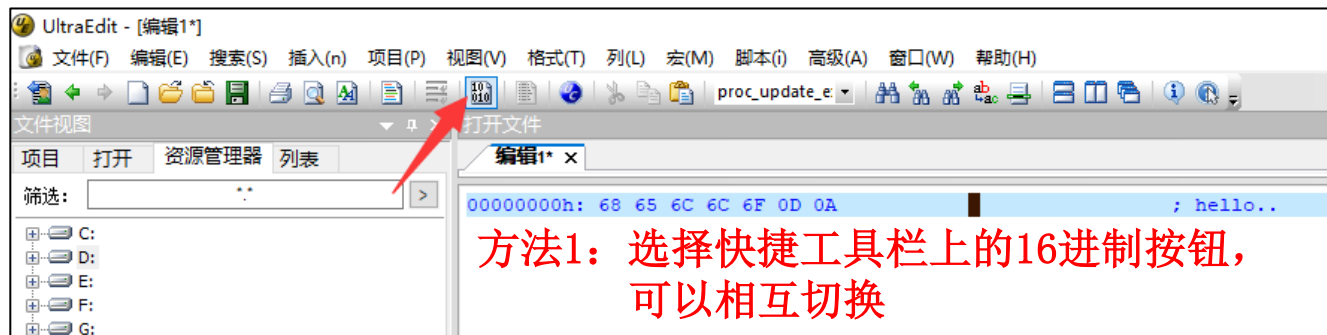 UltraEdit - [编辑1*]
文件(F) 编辑(E) 搜索(S) 插入(n) 项目(P) 视图(V) 格式(T) 列(L) 宏(M) 脚本(i) 高级(A) 窗口(W) 帮助(H)
10 010 proc_update_e: ab ac
文件视图 打开文件
项目 打开 资源管理器 列表 编辑1* x
筛选: *.* >
00000000h: 68 65 6C 6C 6F 0D 0A ; hello..
C:
D:
E:
F:
G:
方法1：选择快捷工具栏上的16进制按钮，
可以相互切换